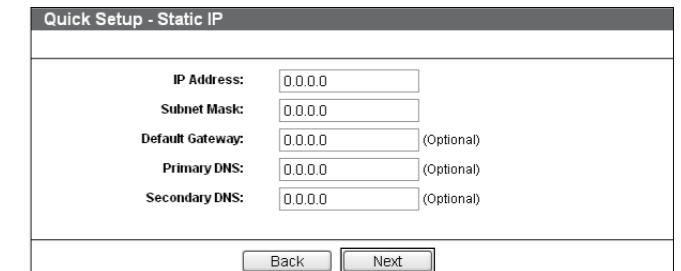 Quick Setup - Static IP
IP Address: 0.0.0.0
Subnet Mask: 0.0.0.0
Default Gateway: 0.0.0.0 (Optional)
Primary DNS: 0.0.0.0 (Optional)
Secondary DNS: 0.0.0.0 (Optional)
Back Next